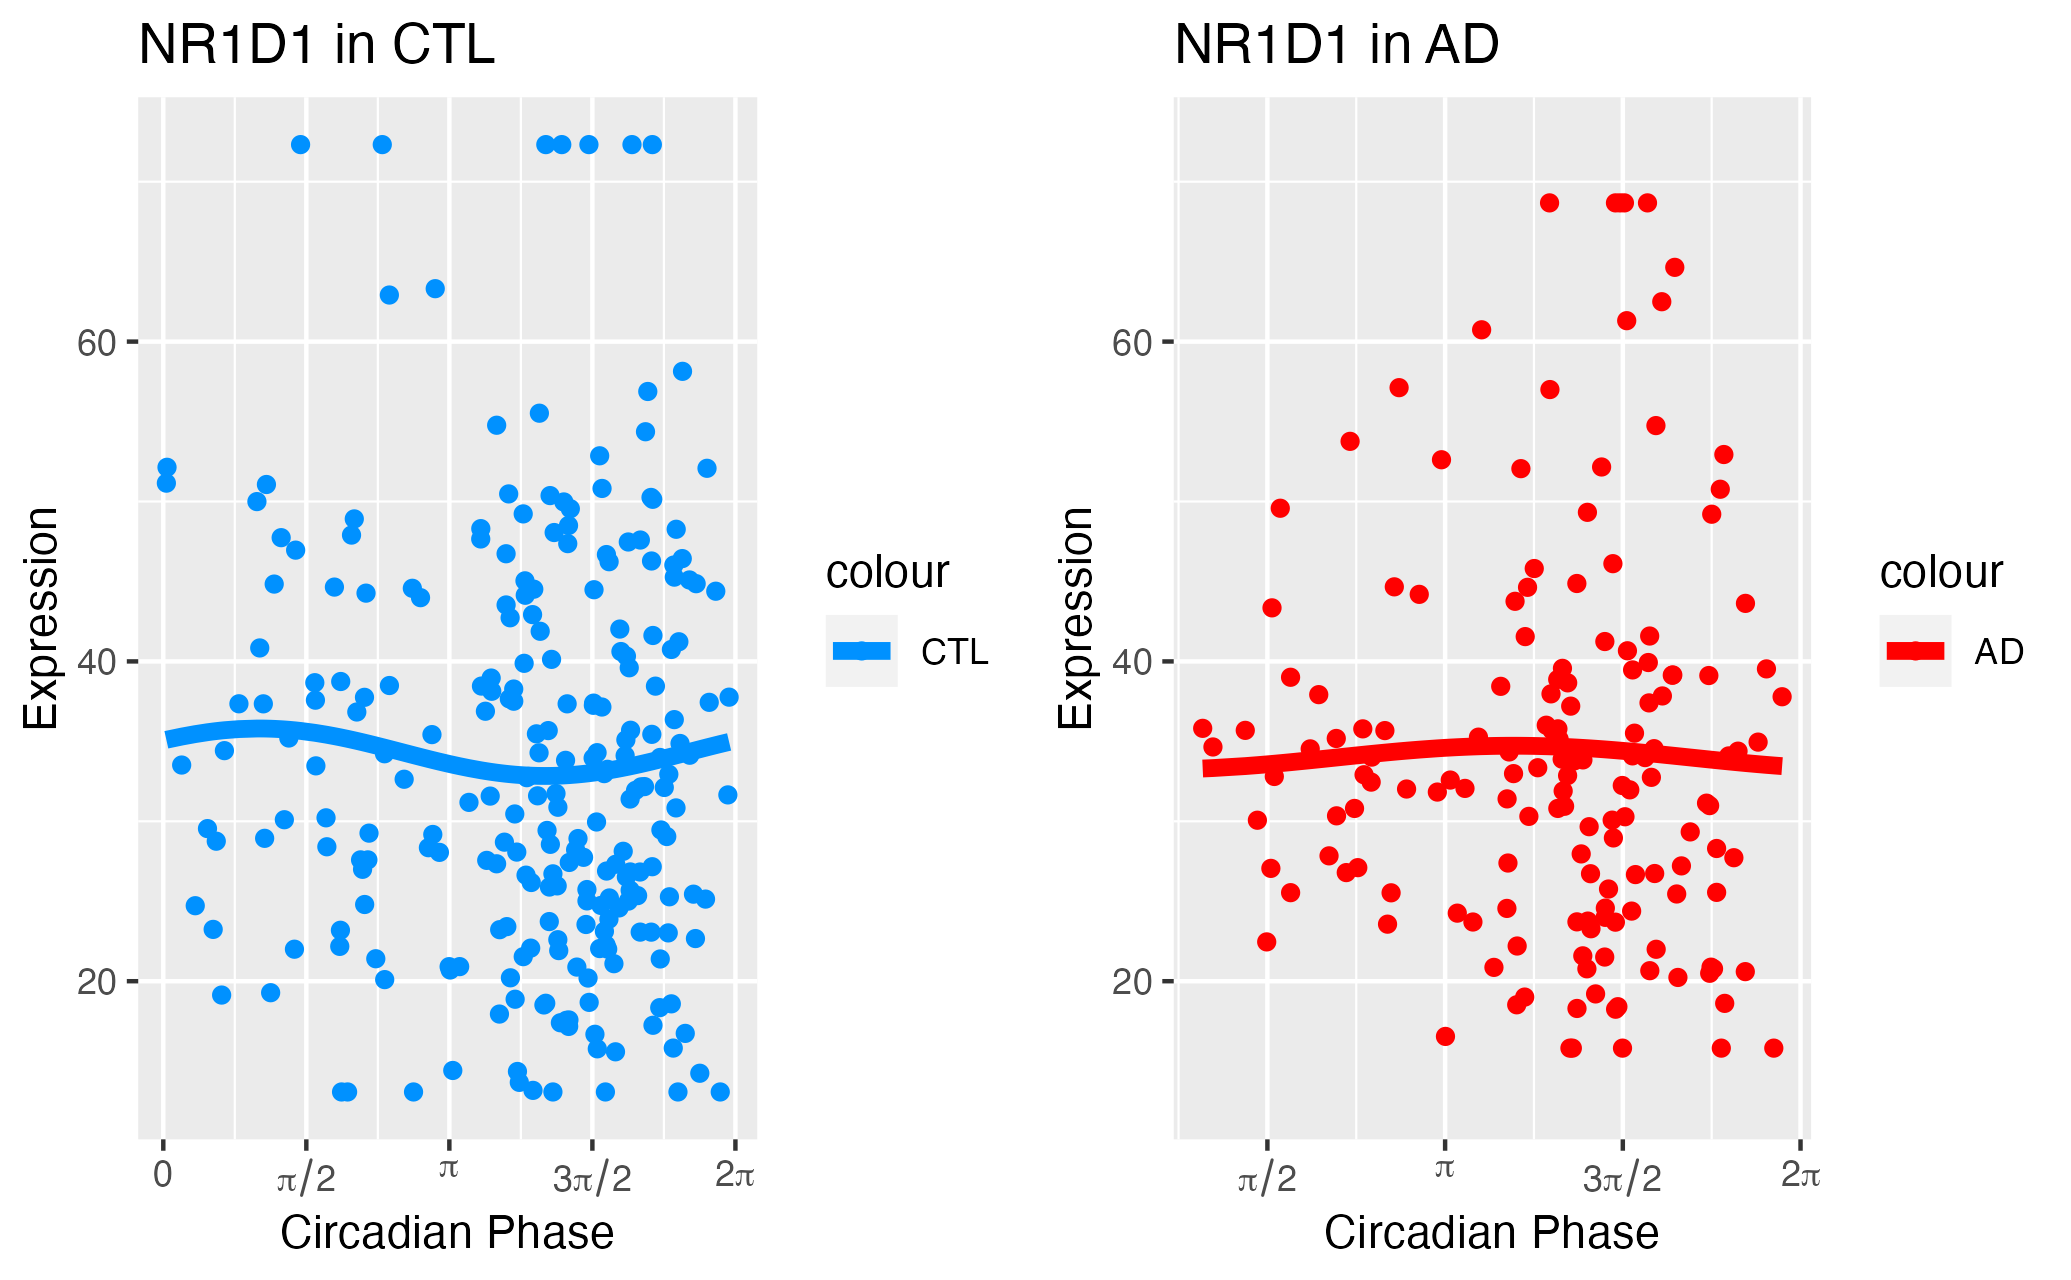 NR1D1 in CTL
Expression
60
40
20
0
π/2
π
3π/2
2π
Circadian Phase
colour
CTL
NR1D1 in AD
Expression
60
40
20
π/2
π
3π/2
2π
Circadian Phase
colour
AD